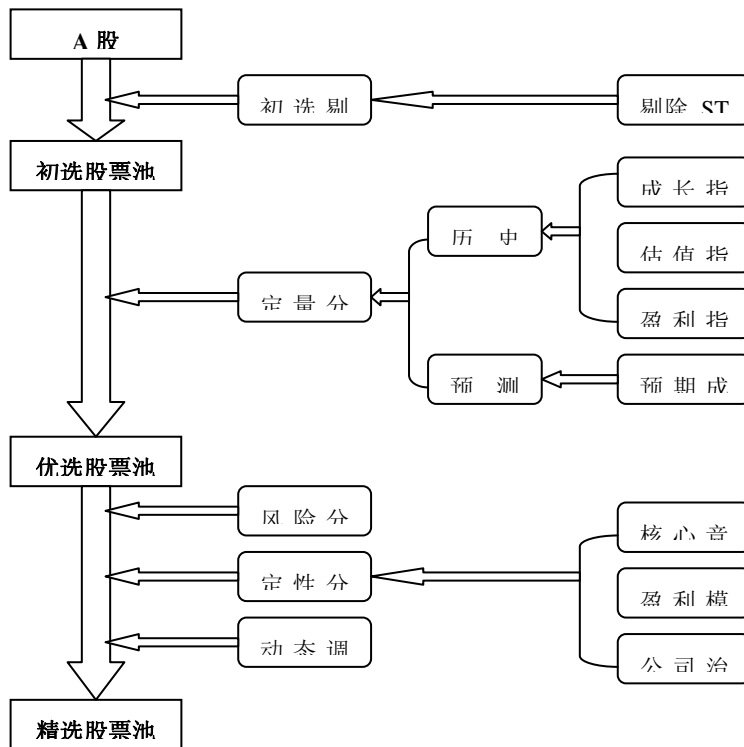 A 股
初 选 剔
剔除 ST
初选股票池
成 长 指
历 史
估 值 指
定 量 分
盈 利 指
预 测
预 期 成
优选股票池
风 险 分
核 心 竞
定 性 分
盈 利 模
动 态 调
公 司 治
精选股票池